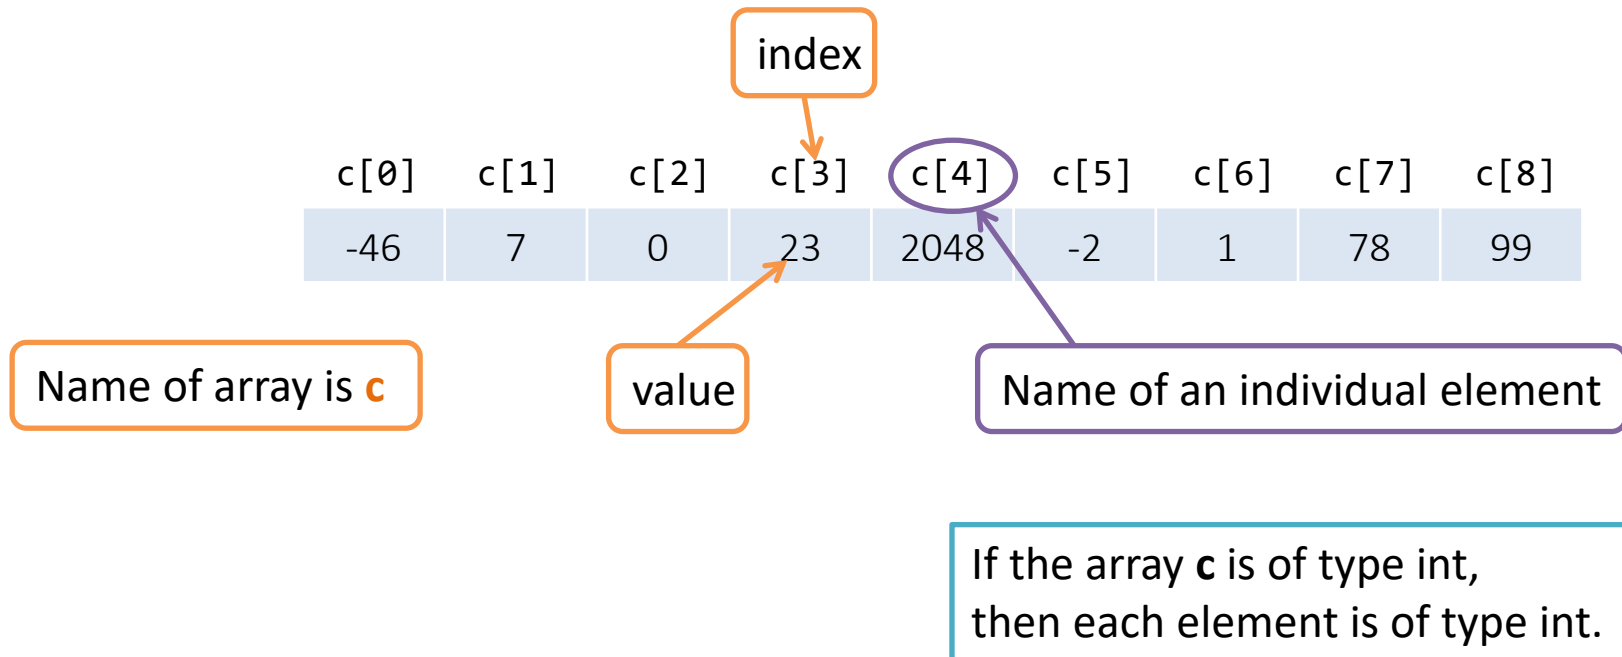 index
c[0] c[1] c[2] c[3] c[4] c[5] c[6] c[7] c[8]
-46 7 0 23 2048 -2 1 78 99
Name of array is c
value
Name of an individual element
If the array c is of type int,
then each element is of type int.